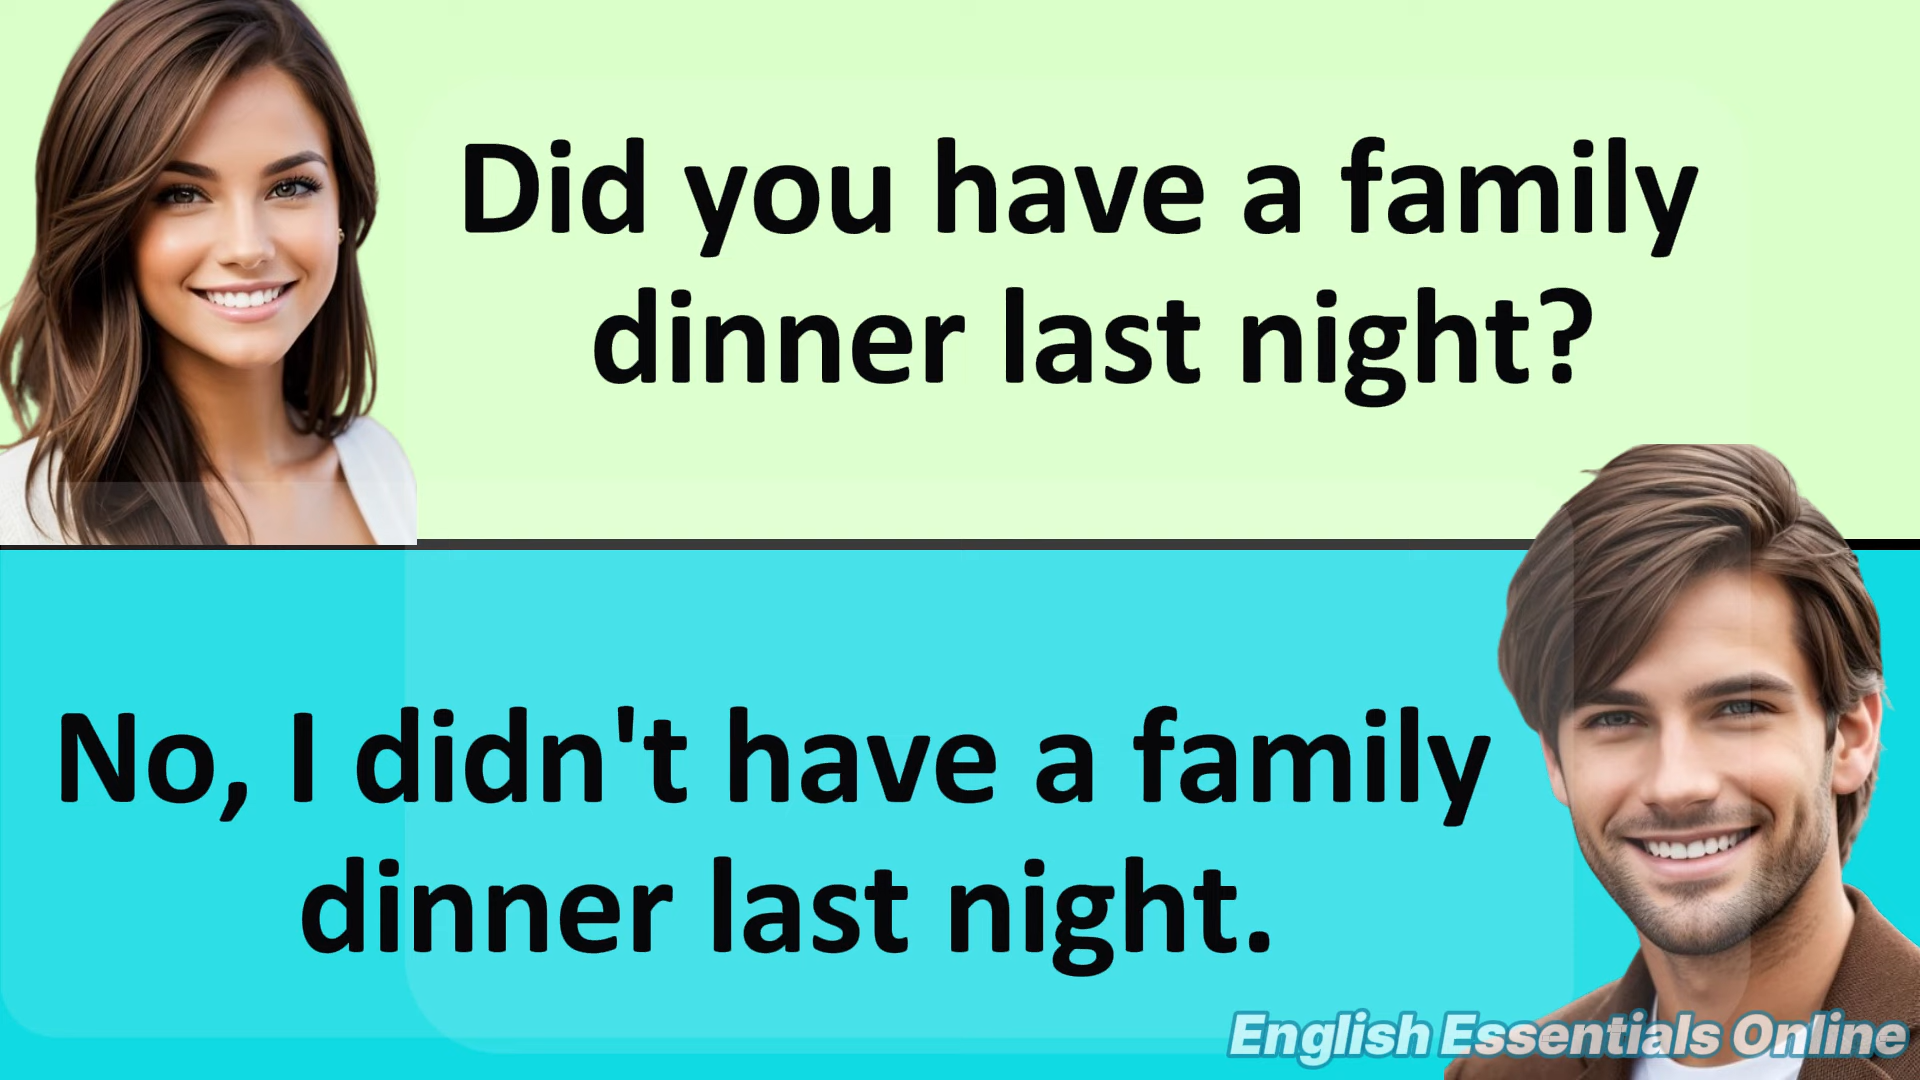 Did you have a family
dinner last night?
No, I didn't have a family
dinner last night.
English Essentials Online